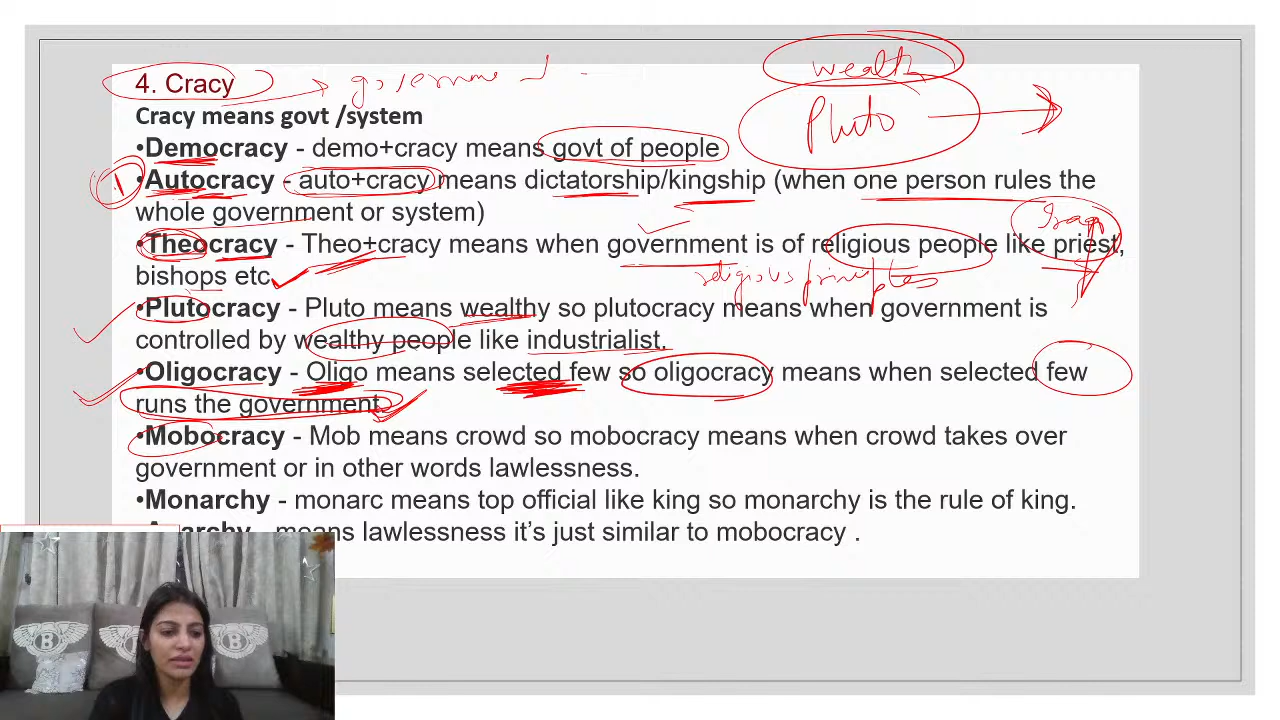 wealth
4. Cracy → government
Pluto →
Cracy means govt /system
•Democracy - demo+cracy means govt of people
1 •Autocracy - auto+cracy means dictatorship/kingship (when one person rules the
whole government or system)
Iraq
•Theocracy - Theo+cracy means when government is of religious people like priest,
bishops etc.
religious principles
•Plutocracy - Pluto means wealthy so plutocracy means when government is
controlled by wealthy people like industrialist.
•Oligocracy - Oligo means selected few so oligocracy means when selected few
runs the government.
•Mobocracy - Mob means crowd so mobocracy means when crowd takes over
government or in other words lawlessness.
•Monarchy - monarc means top official like king so monarchy is the rule of king.
means lawlessness it's just similar to mobocracy .
B
B